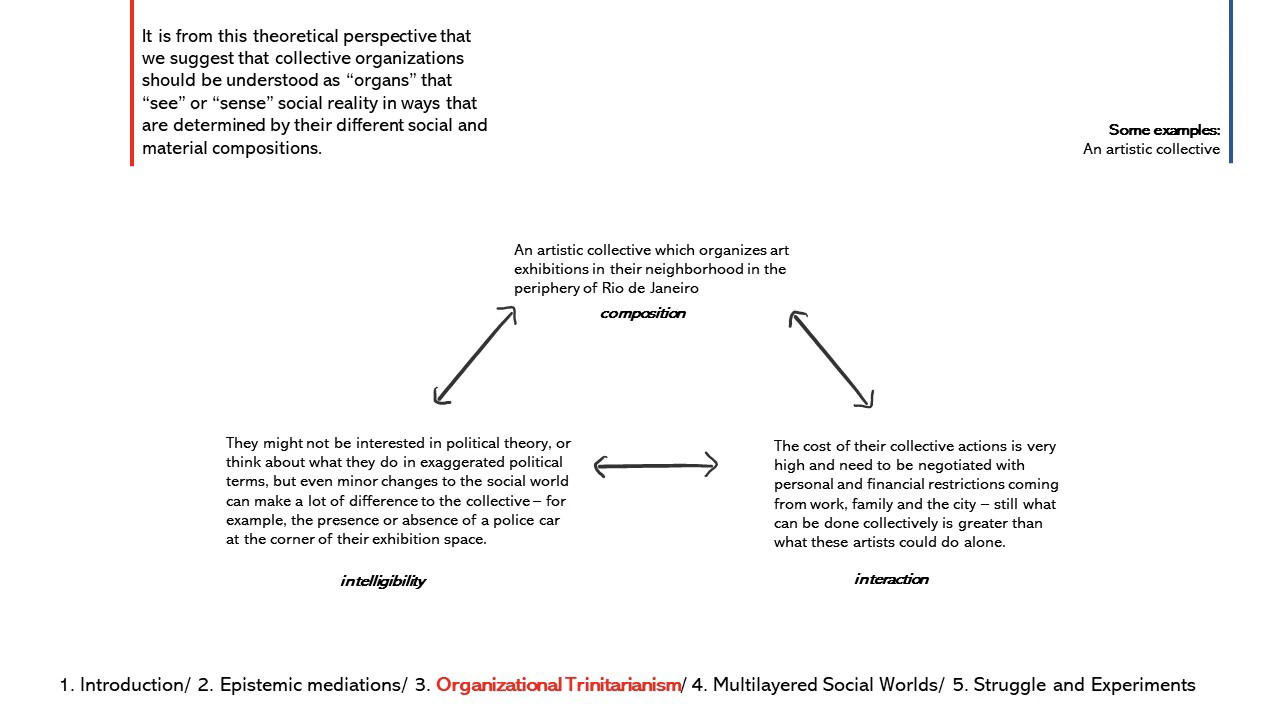 It is from this theoretical perspective that
we suggest that collective organizations
should be understood as “organs” that
“see” or “sense” social reality in ways that
are determined by their different social and
material compositions.
Some examples:
An artistic collective
An artistic collective which organizes art
exhibitions in their neighborhood in the
periphery of Rio de Janeiro
composition
They might not be interested in political theory, or
think about what they do in exaggerated political
terms, but even minor changes to the social world
can make a lot of difference to the collective – for
example, the presence or absence of a police car
at the corner of their exhibition space.
intelligibility
The cost of their collective actions is very
high and need to be negotiated with
personal and financial restrictions coming
from work, family and the city – still what
can be done collectively is greater than
what these artists could do alone.
interaction
1. Introduction/ 2. Epistemic mediations/ 3. Organizational Trinitarianism/ 4. Multilayered Social Worlds/ 5. Struggle and Experiments